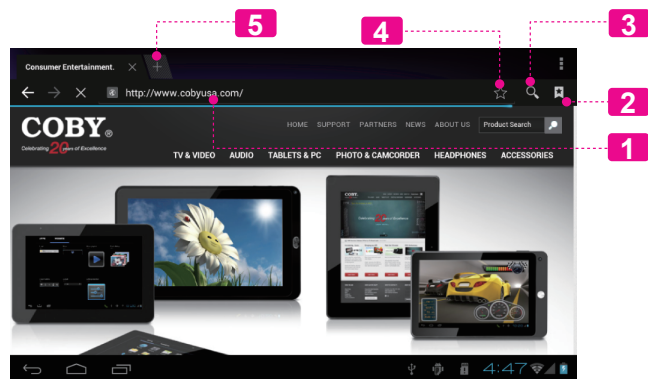 5
4
3
Consumer Entertainment.
http://www.cobyusa.com/
2
COBY®
Celebrating 20 years of Excellence
HOME SUPPORT PARTNERS NEWS ABOUT US Product Search
1
TV & VIDEO AUDIO TABLETS & PC PHOTO & CAMCORDER HEADPHONES ACCESSORIES
COBY
4:47